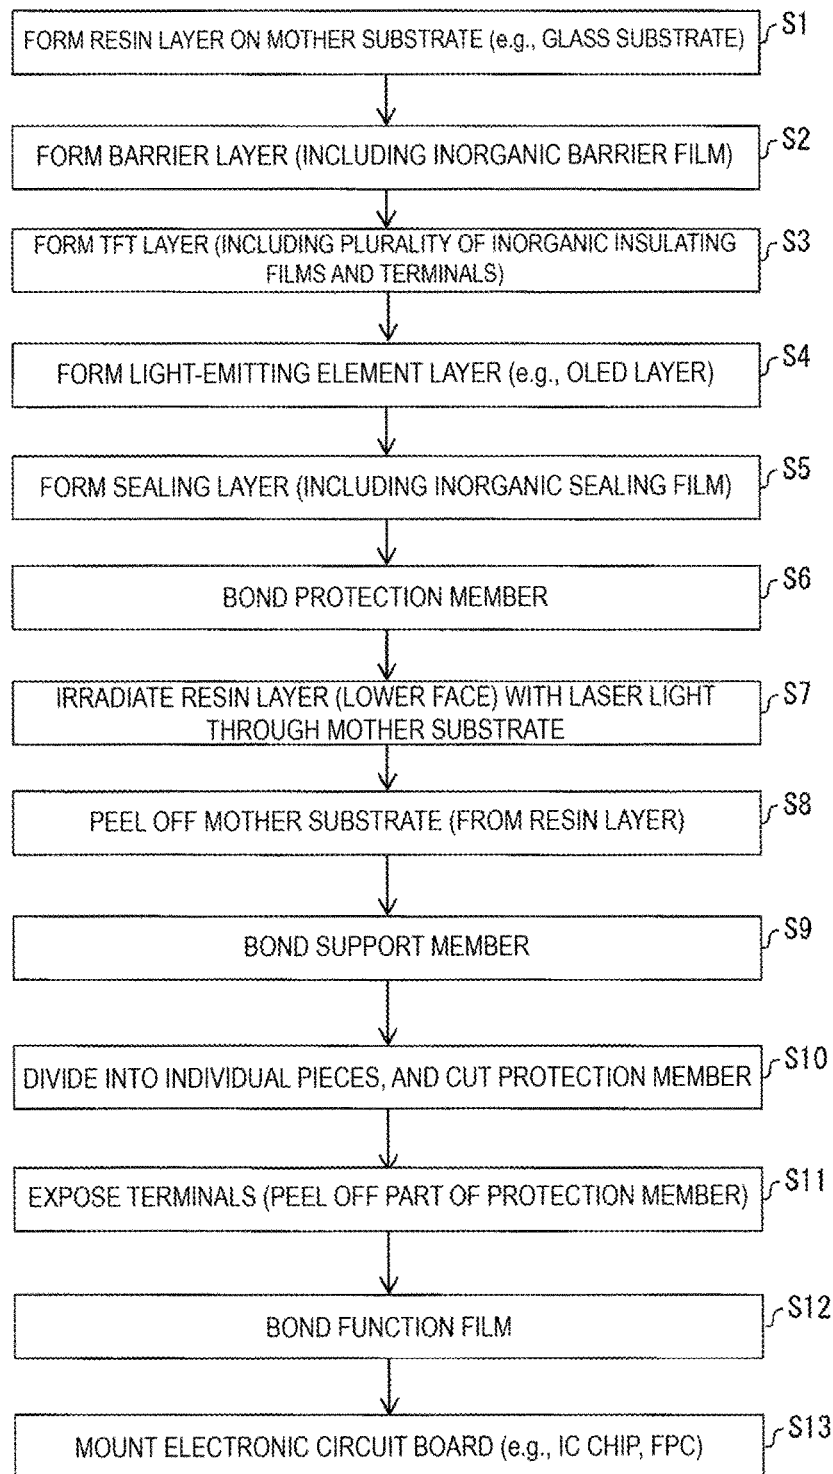 FORM RESIN LAYER ON MOTHER SUBSTRATE (e.g., GLASS SUBSTRATE)
S1
FORM BARRIER LAYER (INCLUDING INORGANIC BARRIER FILM)
S2
FORM TFT LAYER (INCLUDING PLURALITY OF INORGANIC INSULATING
FILMS AND TERMINALS)
S3
FORM LIGHT-EMITTING ELEMENT LAYER (e.g., OLED LAYER)
S4
FORM SEALING LAYER (INCLUDING INORGANIC SEALING FILM)
S5
BOND PROTECTION MEMBER
S6
IRRADIATE RESIN LAYER (LOWER FACE) WITH LASER LIGHT
THROUGH MOTHER SUBSTRATE
S7
PEEL OFF MOTHER SUBSTRATE (FROM RESIN LAYER)
S8
BOND SUPPORT MEMBER
S9
DIVIDE INTO INDIVIDUAL PIECES, AND CUT PROTECTION MEMBER
S10
EXPOSE TERMINALS (PEEL OFF PART OF PROTECTION MEMBER)
S11
BOND FUNCTION FILM
S12
MOUNT ELECTRONIC CIRCUIT BOARD (e.g., IC CHIP, FPC)
S13